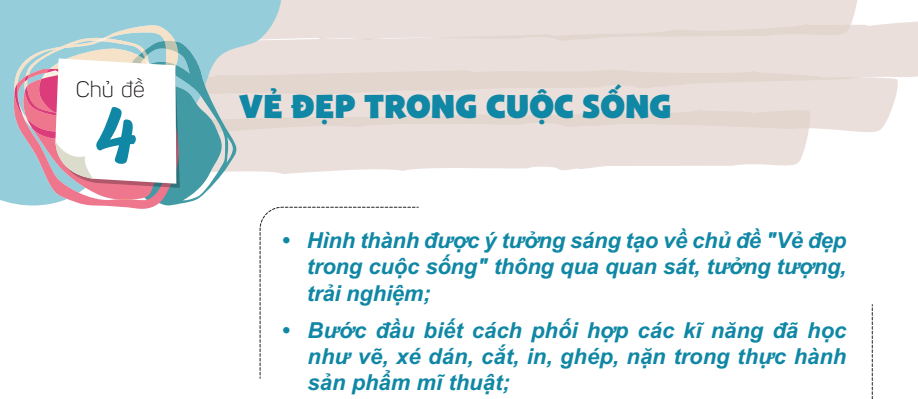 Chủ đề
4
VẺ ĐẸP TRONG CUỘC SỐNG
• Hình thành được ý tưởng sáng tạo về chủ đề "Vẻ đẹp
trong cuộc sống" thông qua quan sát, tưởng tượng,
trải nghiệm;
• Bước đầu biết cách phối hợp các kĩ năng đã học
như vẽ, xé dán, cắt, in, ghép, nặn trong thực hành
sản phẩm mĩ thuật;